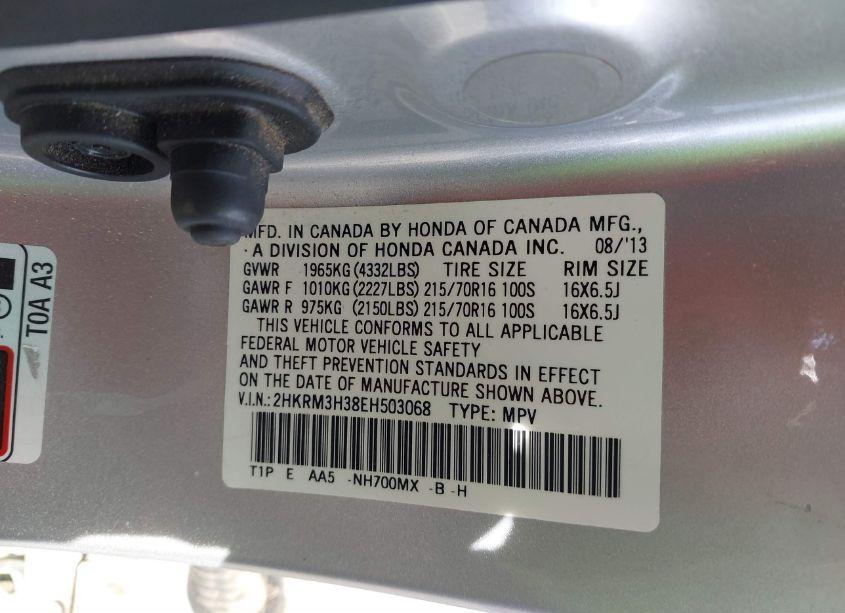 MFD. IN CANADA BY HONDA OF CANADA MFG.,
A DIVISION OF HONDA CANADA INC. 08/'13
GVWR 1965KG (4332LBS) TIRE SIZE RIM SIZE
GAWR F 1010KG (2227LBS) 215/70R16 100S 16X6.5J
GAWR R 975KG (2150LBS) 215/70R16 100S 16X6.5J
THIS VEHICLE CONFORMS TO ALL APPLICABLE
FEDERAL MOTOR VEHICLE SAFETY
AND THEFT PREVENTION STANDARDS IN EFFECT
ON THE DATE OF MANUFACTURE SHOWN ABOVE.
V.I.N.: 2HKRM3H38EH503068 TYPE: MPV
T1P E AA5 -NH700MX -B -H
T0A A3